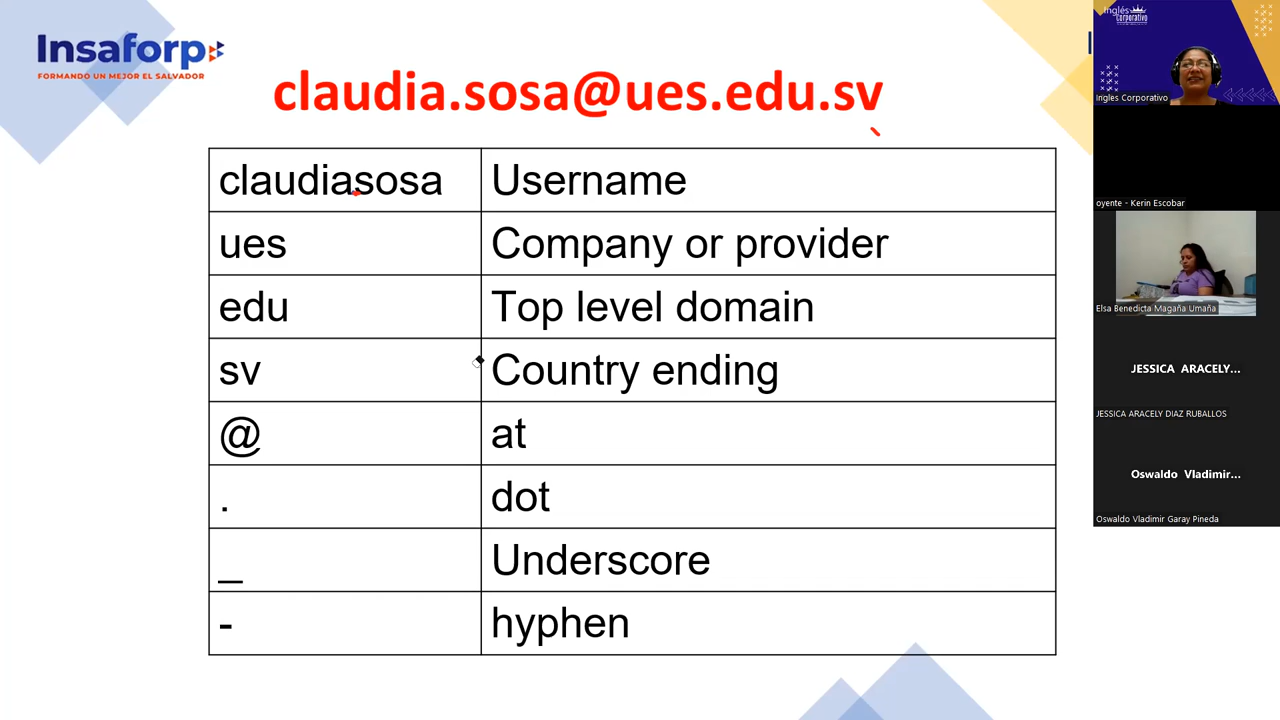 Insaforp
FORMANDO UN MEJOR EL SALVADOR
claudia.sosa@ues.edu.sv
claudiasosa Username
ues Company or provider
edu Top level domain
sv Country ending
@ at
. dot
_ Underscore
- hyphen
Inglés
Corporativo
Ingles Corporativo
oyente - Kerin Escobar
Elsa Benedicta Magaña Umaña
JESSICA ARACELY...
JESSICA ARACELY DIAZ RUBALLOS
Oswaldo Vladimir...
Oswaldo Vladimir Garay Pineda